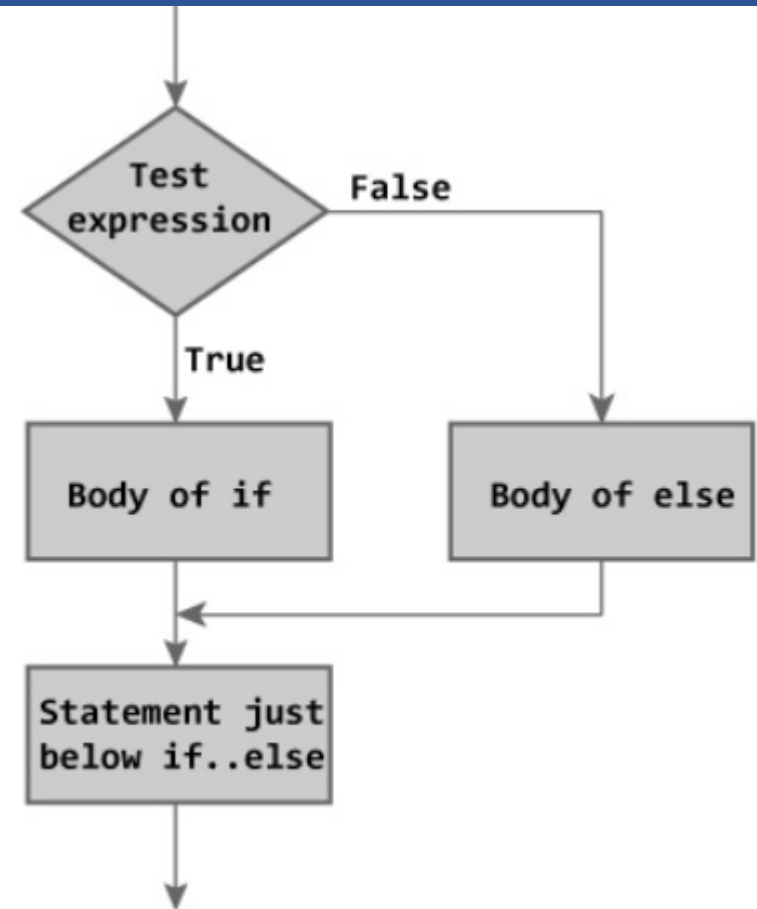 Test
expression
False
True
Body of if
Body of else
Statement just
below if..else